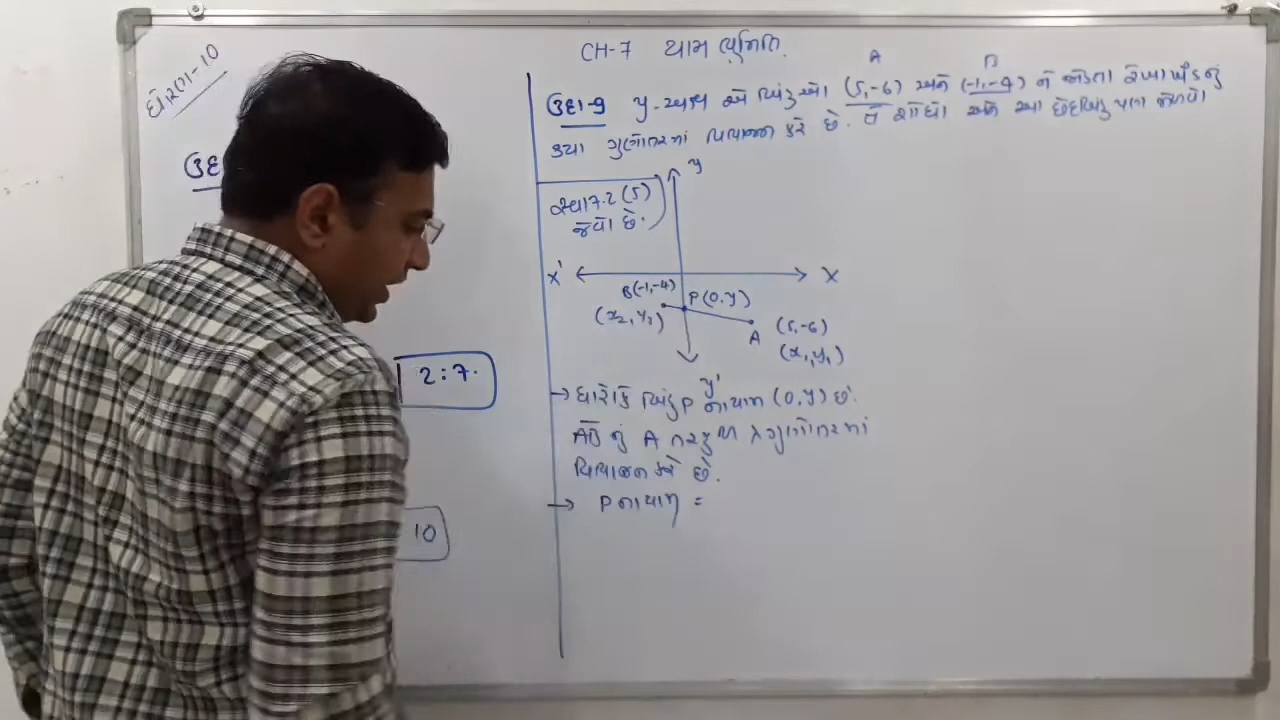 ધોરણ-10
CH-7 યામ ભૂમિતિ.
A B
ઉદા-9 y-અક્ષ એ બિંદુઓ (5,-6) અને (-1,-4) ને જોડતા રેખાખંડનું
કયા ગુણોત્તરમાં વિભાજન કરે છે. તે શોધો અને આ છેદબિંદુ પણ મેળવો
ઉદા
સ્વા 7.2 (5)
જેવો છે.
y
x' x
B(-1,-4) P(0,y)
(x₂, y₂) A (5,-6)
(x₁, y₁)
y'
2:7.
→ ધારોકે બિંદુ P નાયામ (0,y) છે.
AB નું A તરફથી λ ગુણોત્તરમાં
વિભાજન કરે છે.
→ P નાયામ =
10